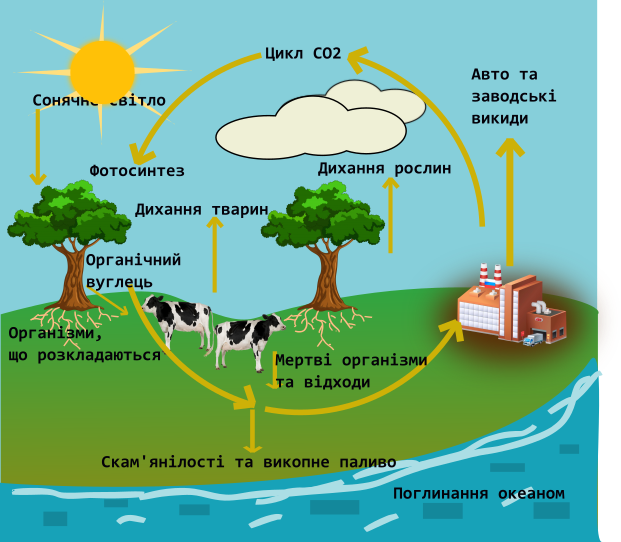 Цикл CO2
Авто та
заводські
викиди
Сонячне світло
Фотосинтез
Дихання рослин
Дихання тварин
Органічний
вуглець
Організми,
що розкладаються
Мертві організми
та відходи
Скам'янілості та викопне паливо
Поглинання океаном